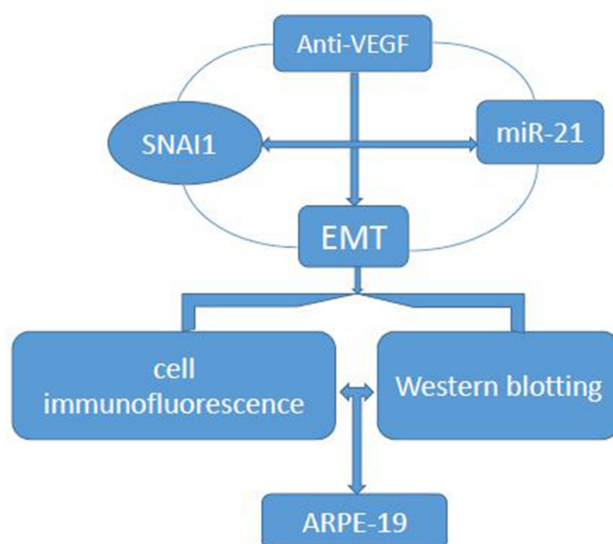 Anti-VEGF
SNAI1
miR-21
EMT
cell
immunofluorescence
Western blotting
ARPE-19